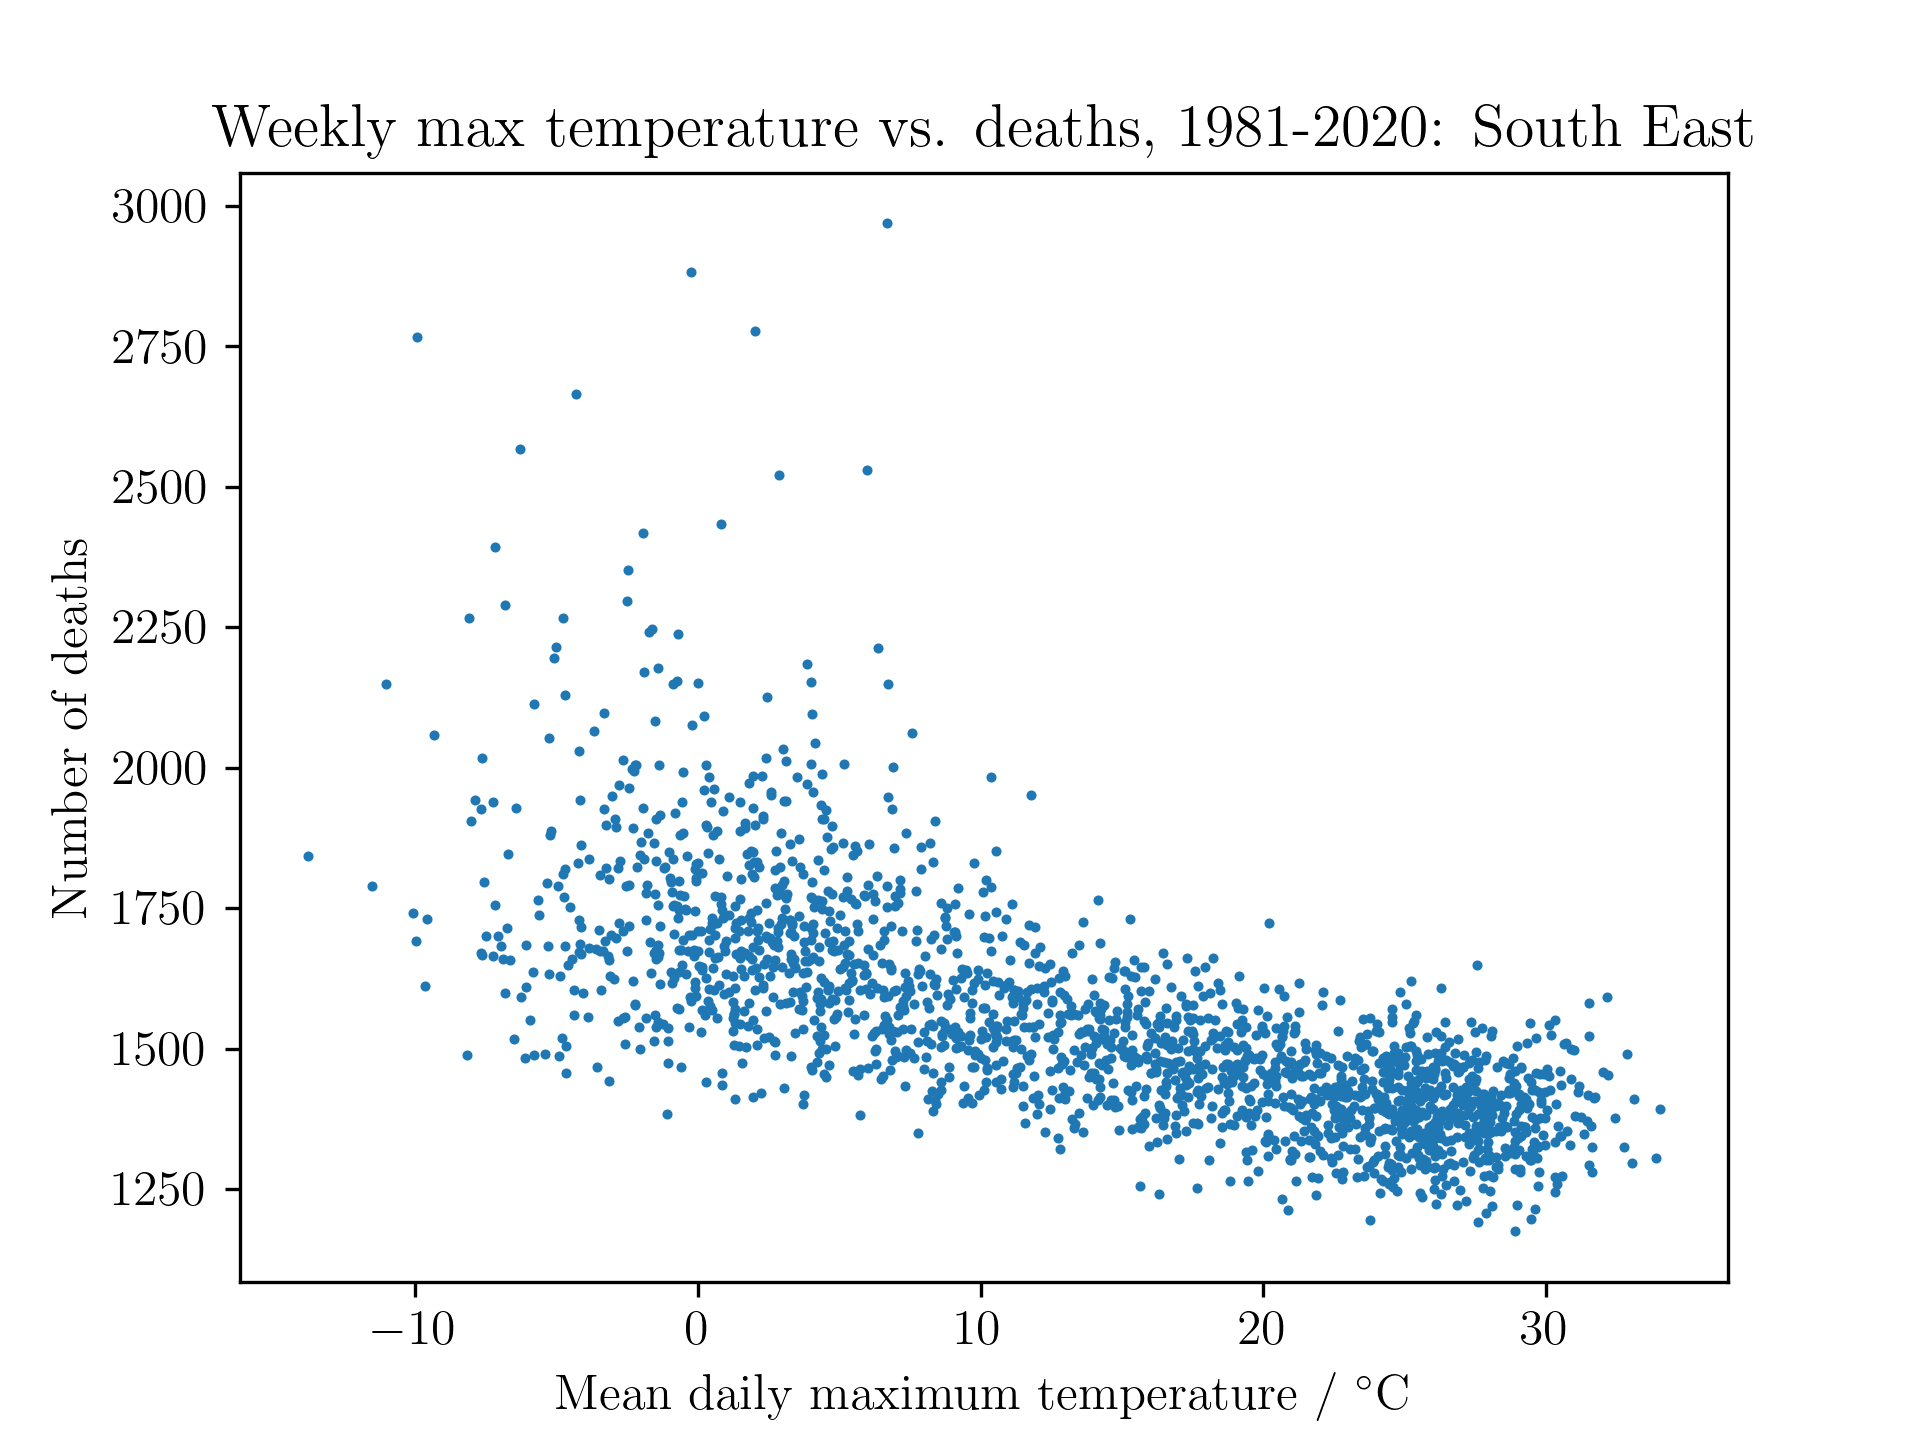 Weekly max temperature vs. deaths, 1981-2020: South East
3000
2750
2500
2250
2000
1750
1500
1250
Number of deaths
−10 0 10 20 30
Mean daily maximum temperature / °C